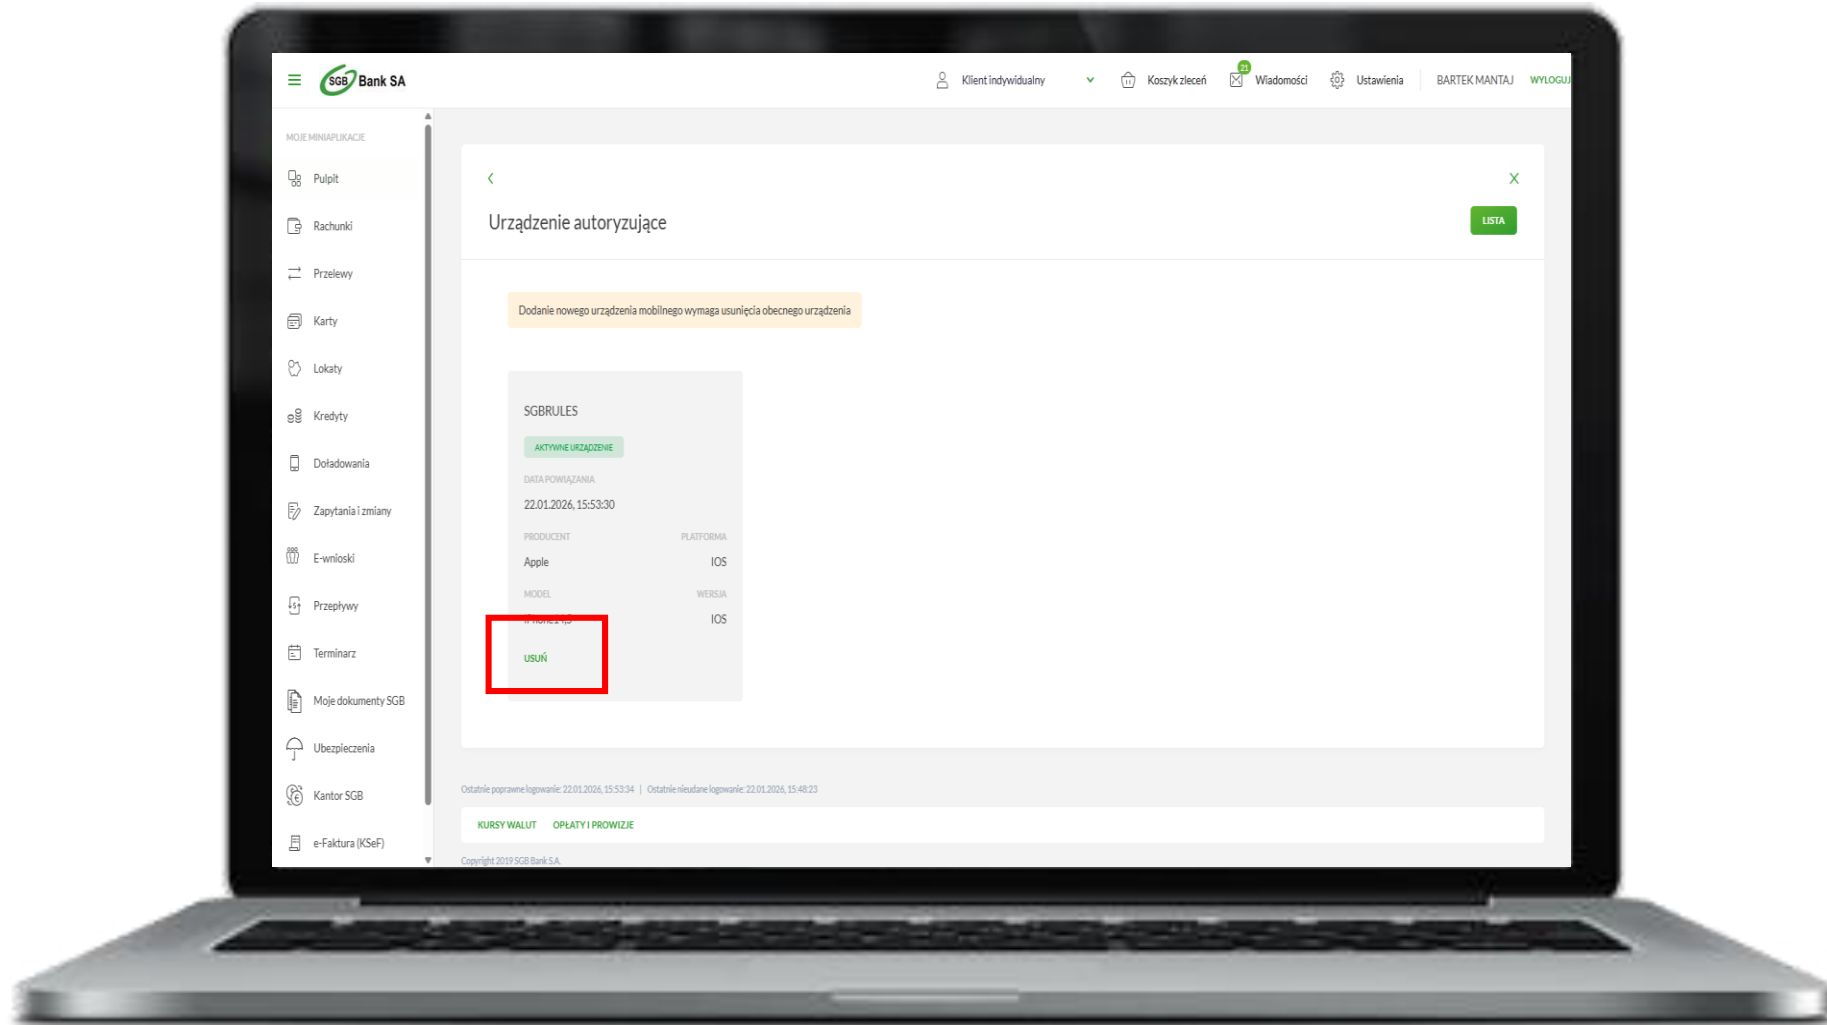 SGB Bank SA
Klient indywidualny
Koszyk zleceń
21
Wiadomości
Ustawienia
BARTEK MANTAJ
WYLOGUJ
MOJE MINIAPLIKACJE
Pulpit
Rachunki
Przelewy
Karty
Lokaty
Kredyty
Doładowania
Zapytania i zmiany
E-wnioski
Przepływy
Terminarz
Moje dokumenty SGB
Ubezpieczenia
Kantor SGB
e-Faktura (KSeF)
Urządzenie autoryzujące
LISTA
Dodanie nowego urządzenia mobilnego wymaga usunięcia obecnego urządzenia
SGBRULES
AKTYWNE URZĄDZENIE
DATA POWIĄZANIA
22.01.2026, 15:53:30
PRODUCENT PLATFORMA
Apple IOS
MODEL WERSJA
IOS
USUŃ
Ostatnie poprawne logowanie: 22.01.2026, 15:53:34 | Ostatnie nieudane logowanie: 22.01.2026, 15:48:23
KURSY WALUT OPŁATY I PROWIZJE
Copyright 2019 SGB Bank S.A.